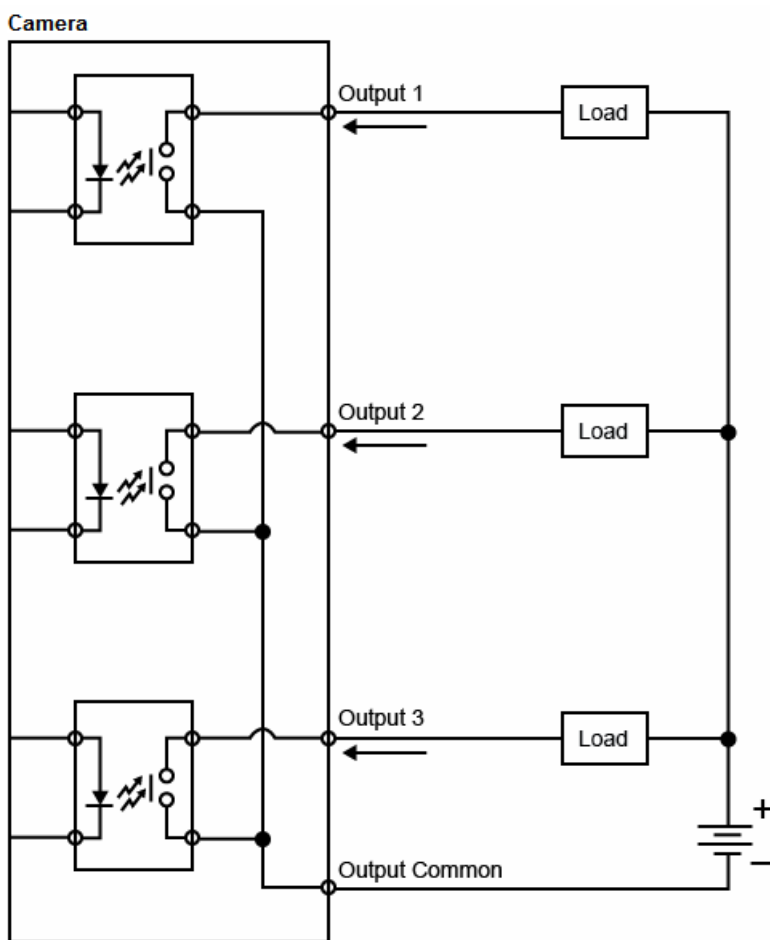 Camera
Output 1
Load
Output 2
Load
Output 3
Load
+
Output Common
−